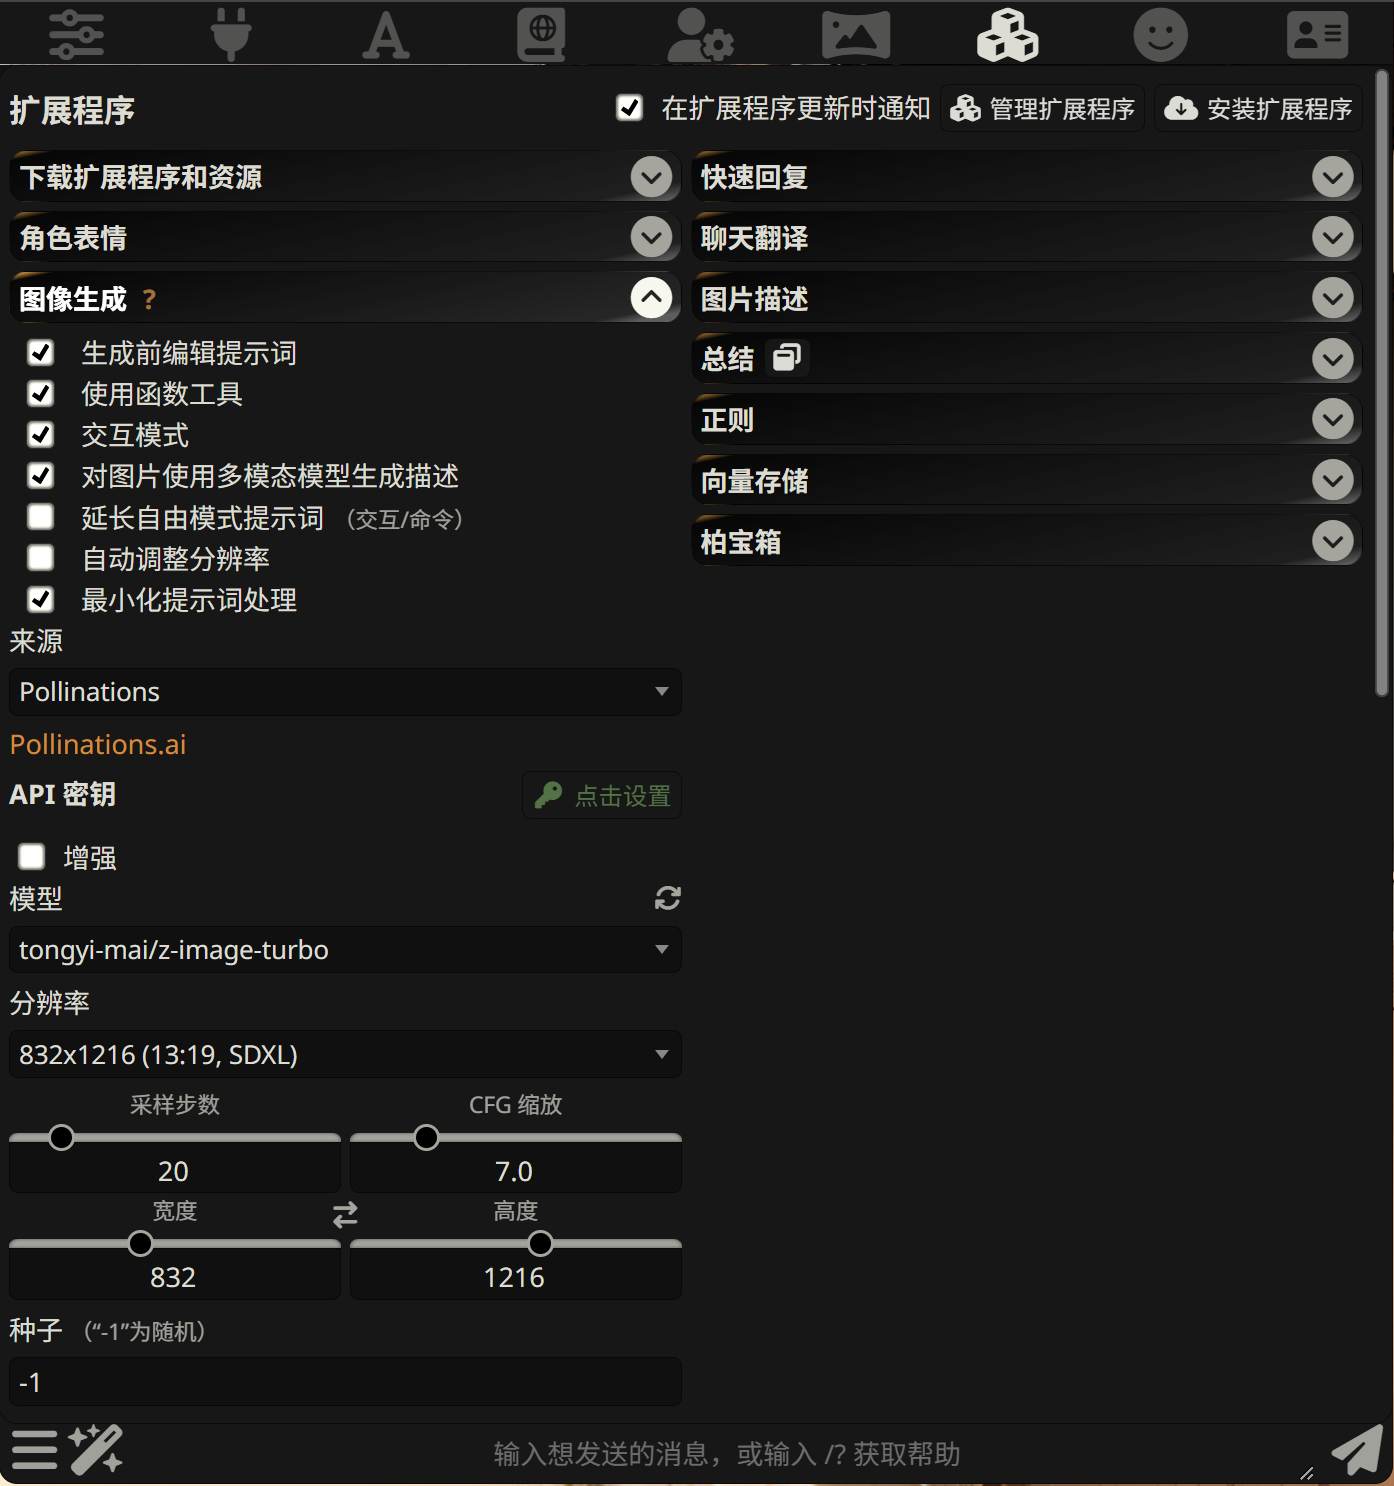 扩展程序
在扩展程序更新时通知
管理扩展程序
安装扩展程序
下载扩展程序和资源
角色表情
图像生成 ?
生成前编辑提示词
使用函数工具
交互模式
对图片使用多模态模型生成描述
延长自由模式提示词 （交互/命令）
自动调整分辨率
最小化提示词处理
来源
Pollinations
Pollinations.ai
API 密钥
点击设置
增强
模型
tongyi-mai/z-image-turbo
分辨率
832x1216 (13:19, SDXL)
采样步数
CFG 缩放
20
7.0
宽度
高度
832
1216
种子 （“-1”为随机）
-1
快速回复
聊天翻译
图片描述
总结
正则
向量存储
柏宝箱
输入想发送的消息，或输入 /? 获取帮助